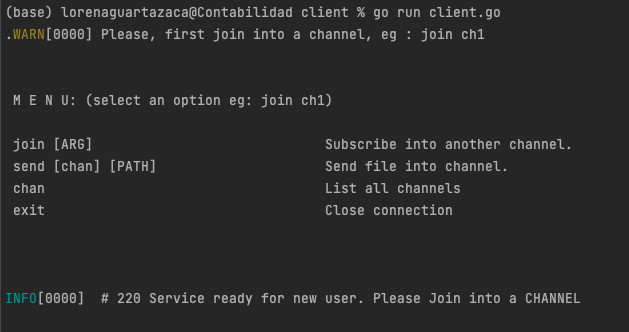 (base) lorenaguartazaca@Contabilidad client % go run client.go
.WARN[0000] Please, first join into a channel, eg : join ch1
M E N U: (select an option eg: join ch1)
join [ARG] Subscribe into another channel.
send [chan] [PATH] Send file into channel.
chan List all channels
exit Close connection
INFO[0000] # 220 Service ready for new user. Please Join into a CHANNEL